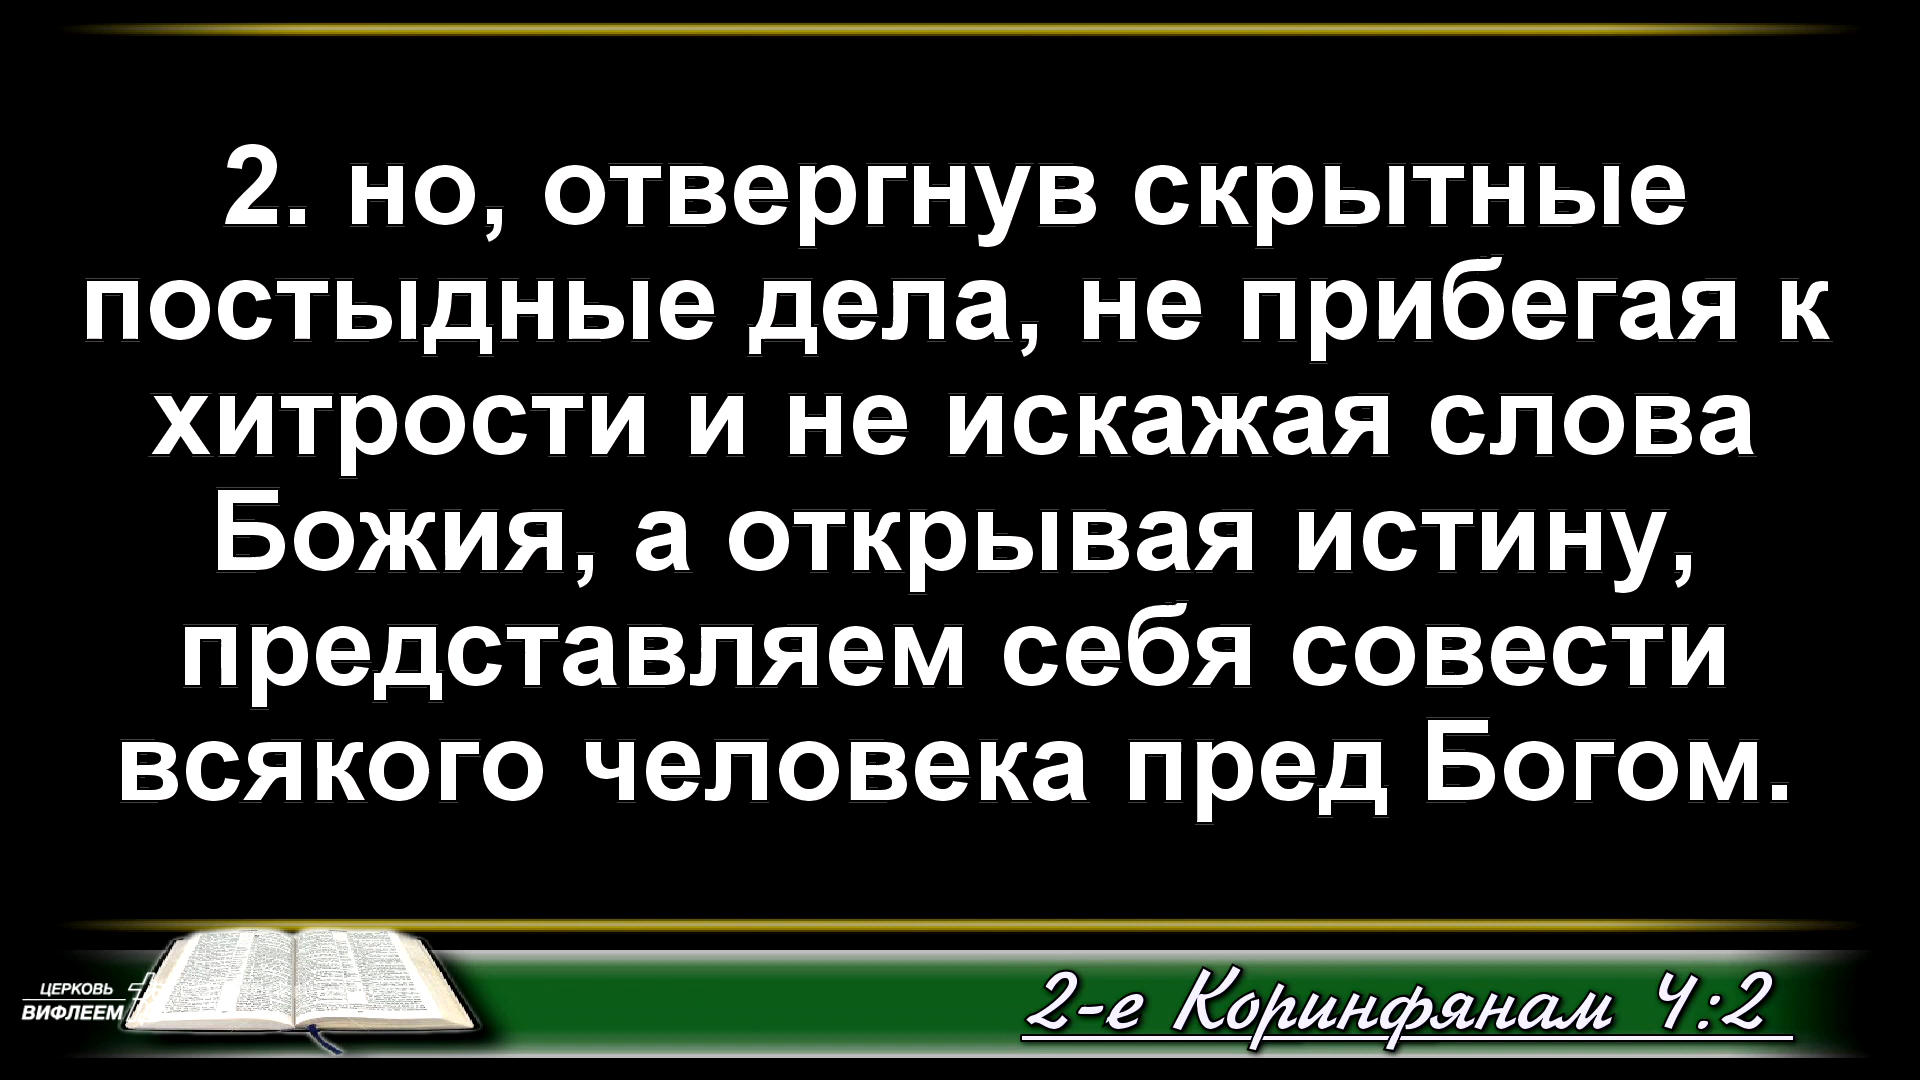 2. но, отвергнув скрытные
постыдные дела, не прибегая к
хитрости и не искажая слова
Божия, а открывая истину,
представляем себя совести
всякого человека пред Богом.
ЦЕРКОВЬ
ВИФЛЕЕМ
2-е Коринфянам 4:2